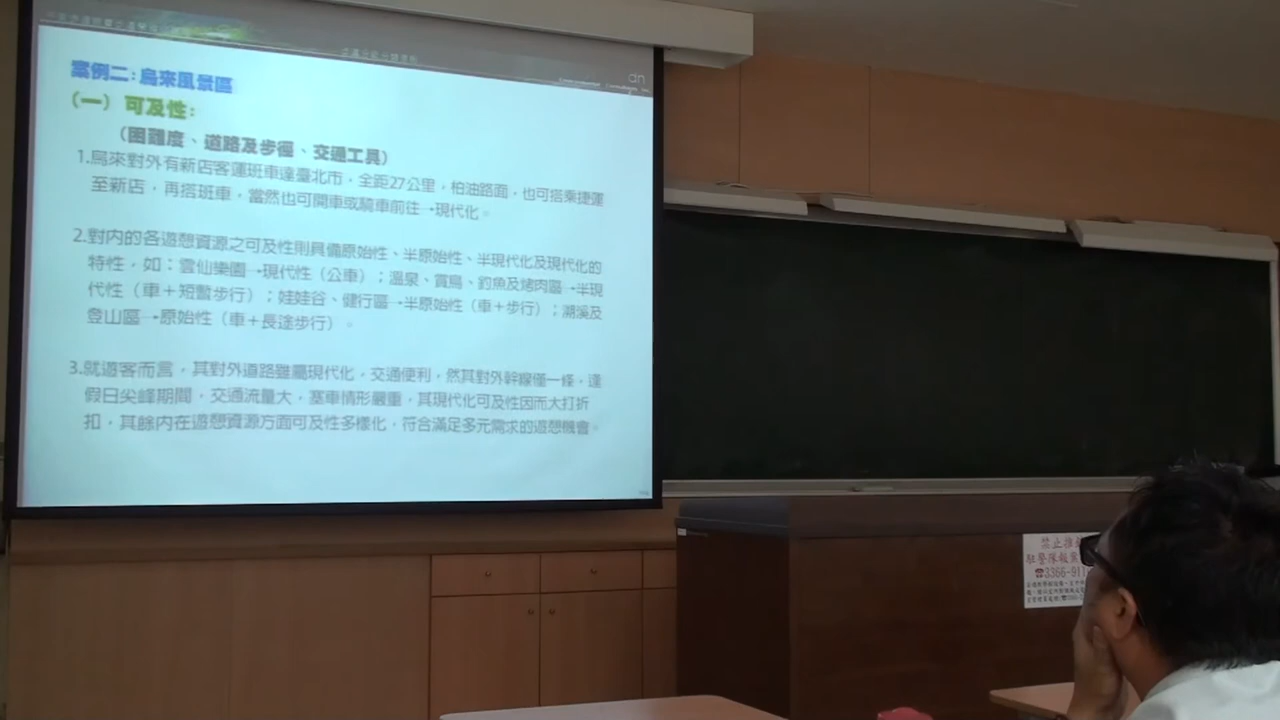 案例二：烏來風景區
（一）可及性：
（困難度、道路及步徑、交通工具）
1.烏來對外有新店客運班車達臺北市，全距27公里，柏油路面，也可搭乘捷運
至新店，再搭班車，當然也可開車或騎車前往→現代化。
2.對內的各遊憩資源之可及性則具備原始性、半原始性、半現代化及現代化的
特性，如：雲仙樂園→現代性（公車）；溫泉、賞鳥、釣魚及烤肉區→半現
代性（車＋短暫步行）；娃娃谷、健行區→半原始性（車＋步行）；溯溪及
登山區→原始性（車＋長途步行）。
3.就遊客而言，其對外道路雖屬現代化，交通便利，然其對外幹線僅一條，逢
假日尖峰期間，交通流量大，塞車情形嚴重，其現代化可及性因而大打折
扣，其餘內在遊憩資源方面可及性多樣化，符合滿足多元需求的遊憩機會。
禁止推
駐警隊報案
☎3366-911